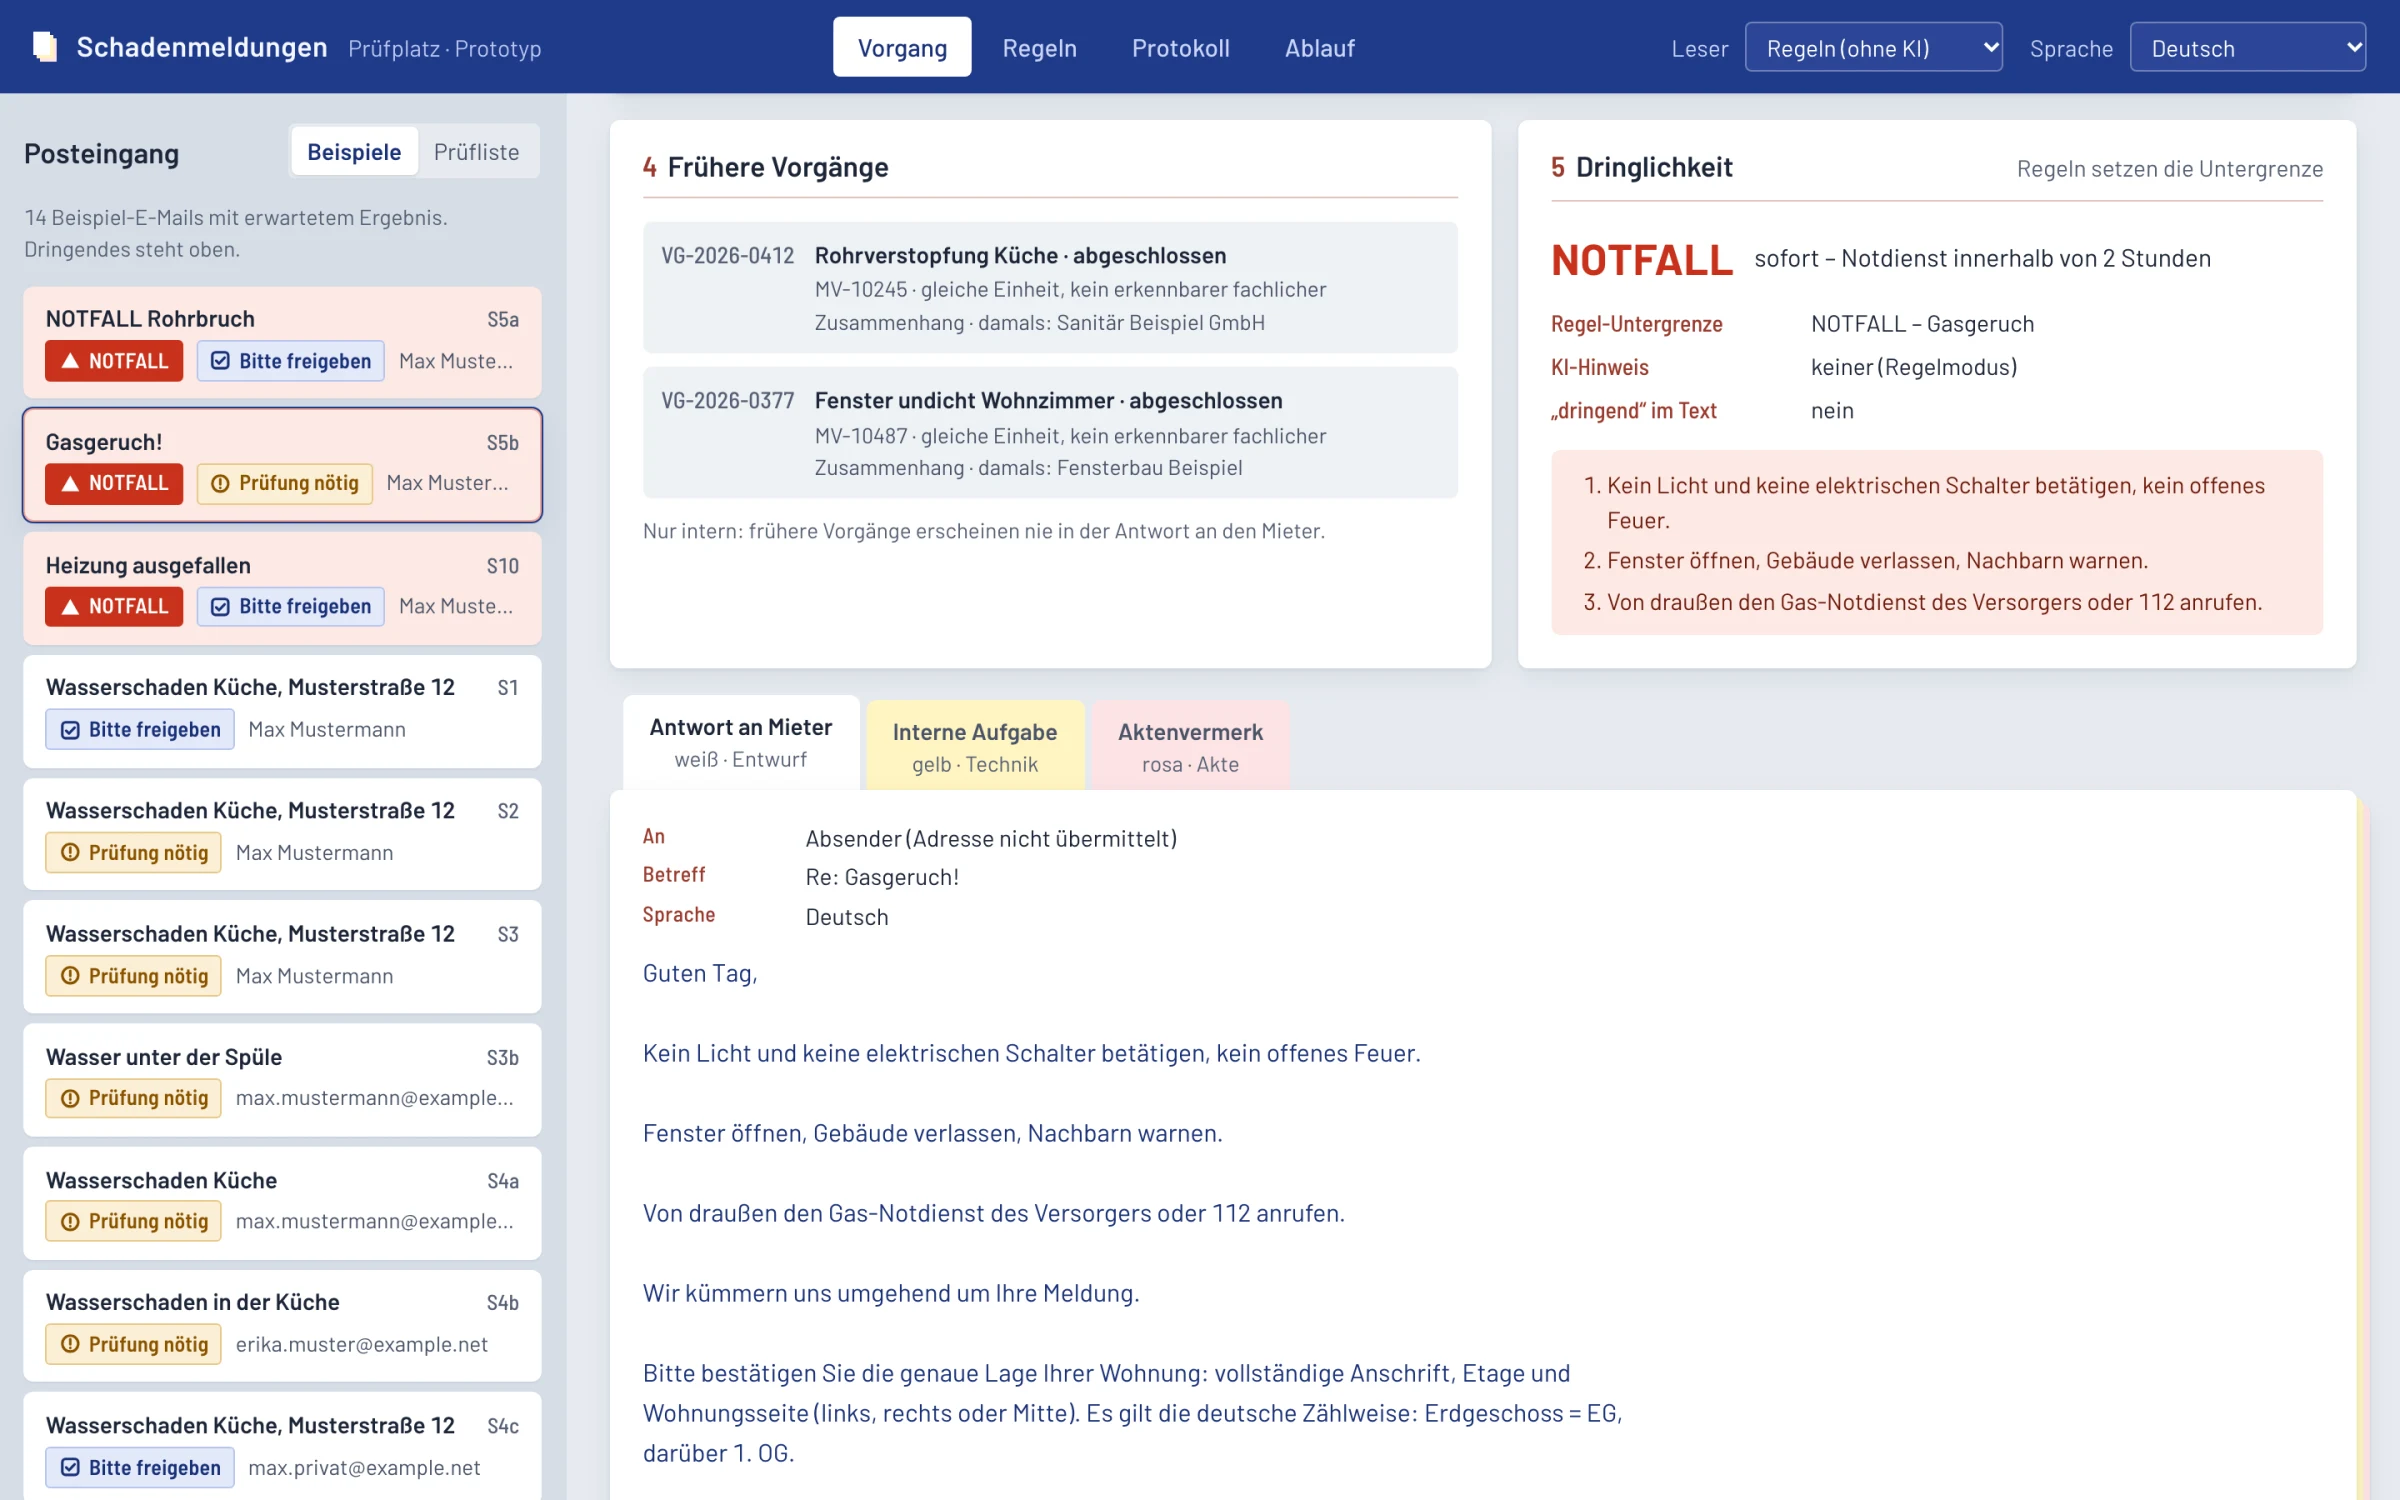 Schadenmeldungen Prüfplatz · Prototyp
Vorgang Regeln Protokoll Ablauf
Leser Regeln (ohne KI) Sprache Deutsch
Posteingang Beispiele Prüfliste
14 Beispiel-E-Mails mit erwartetem Ergebnis.
Dringendes steht oben.
NOTFALL Rohrbruch S5a
NOTFALL Bitte freigeben Max Muste...
Gasgeruch! S5b
NOTFALL Prüfung nötig Max Muster...
Heizung ausgefallen S10
NOTFALL Bitte freigeben Max Muste...
Wasserschaden Küche, Musterstraße 12 S1
Bitte freigeben Max Mustermann
Wasserschaden Küche, Musterstraße 12 S2
Prüfung nötig Max Mustermann
Wasserschaden Küche, Musterstraße 12 S3
Prüfung nötig Max Mustermann
Wasser unter der Spüle S3b
Prüfung nötig max.mustermann@example...
Wasserschaden Küche S4a
Prüfung nötig max.mustermann@example...
Wasserschaden in der Küche S4b
Prüfung nötig erika.muster@example.net
Wasserschaden Küche, Musterstraße 12 S4c
Bitte freigeben max.privat@example.net
4 Frühere Vorgänge
VG-2026-0412 Rohrverstopfung Küche · abgeschlossen
MV-10245 · gleiche Einheit, kein erkennbarer fachlicher
Zusammenhang · damals: Sanitär Beispiel GmbH
VG-2026-0377 Fenster undicht Wohnzimmer · abgeschlossen
MV-10487 · gleiche Einheit, kein erkennbarer fachlicher
Zusammenhang · damals: Fensterbau Beispiel
Nur intern: frühere Vorgänge erscheinen nie in der Antwort an den Mieter.
5 Dringlichkeit Regeln setzen die Untergrenze
NOTFALL sofort – Notdienst innerhalb von 2 Stunden
Regel-Untergrenze NOTFALL – Gasgeruch
KI-Hinweis keiner (Regelmodus)
„dringend“ im Text nein
1. Kein Licht und keine elektrischen Schalter betätigen, kein offenes
Feuer.
2. Fenster öffnen, Gebäude verlassen, Nachbarn warnen.
3. Von draußen den Gas-Notdienst des Versorgers oder 112 anrufen.
Antwort an Mieter
weiß · Entwurf
Interne Aufgabe
gelb · Technik
Aktenvermerk
rosa · Akte
An Absender (Adresse nicht übermittelt)
Betreff Re: Gasgeruch!
Sprache Deutsch
Guten Tag,
Kein Licht und keine elektrischen Schalter betätigen, kein offenes Feuer.
Fenster öffnen, Gebäude verlassen, Nachbarn warnen.
Von draußen den Gas-Notdienst des Versorgers oder 112 anrufen.
Wir kümmern uns umgehend um Ihre Meldung.
Bitte bestätigen Sie die genaue Lage Ihrer Wohnung: vollständige Anschrift, Etage und
Wohnungsseite (links, rechts oder Mitte). Es gilt die deutsche Zählweise: Erdgeschoss = EG,
darüber 1. OG.